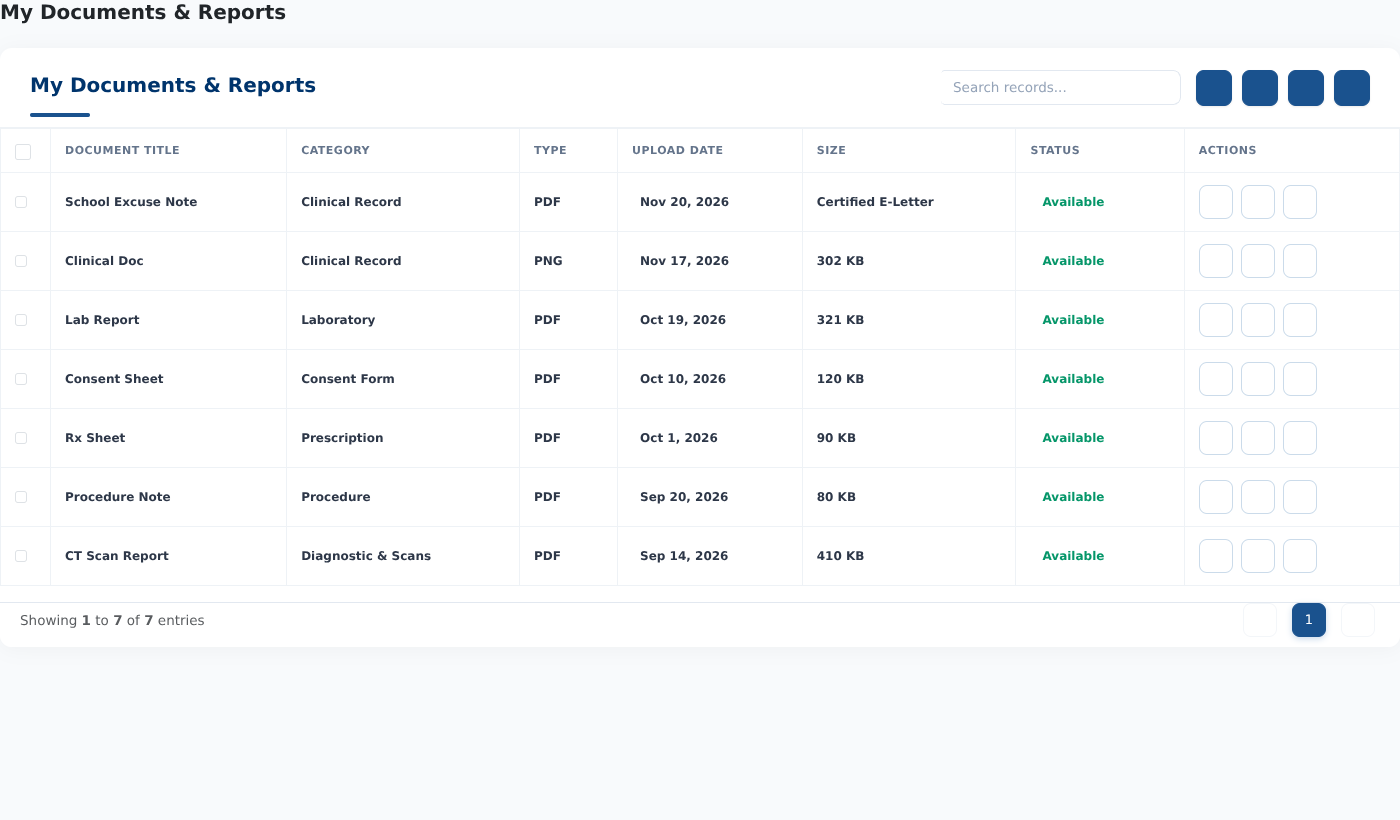 My Documents & Reports
My Documents & Reports
Search records...
DOCUMENT TITLE CATEGORY TYPE UPLOAD DATE SIZE STATUS ACTIONS
School Excuse Note Clinical Record PDF Nov 20, 2026 Certified E-Letter Available
Clinical Doc Clinical Record PNG Nov 17, 2026 302 KB Available
Lab Report Laboratory PDF Oct 19, 2026 321 KB Available
Consent Sheet Consent Form PDF Oct 10, 2026 120 KB Available
Rx Sheet Prescription PDF Oct 1, 2026 90 KB Available
Procedure Note Procedure PDF Sep 20, 2026 80 KB Available
CT Scan Report Diagnostic & Scans PDF Sep 14, 2026 410 KB Available
Showing 1 to 7 of 7 entries 1